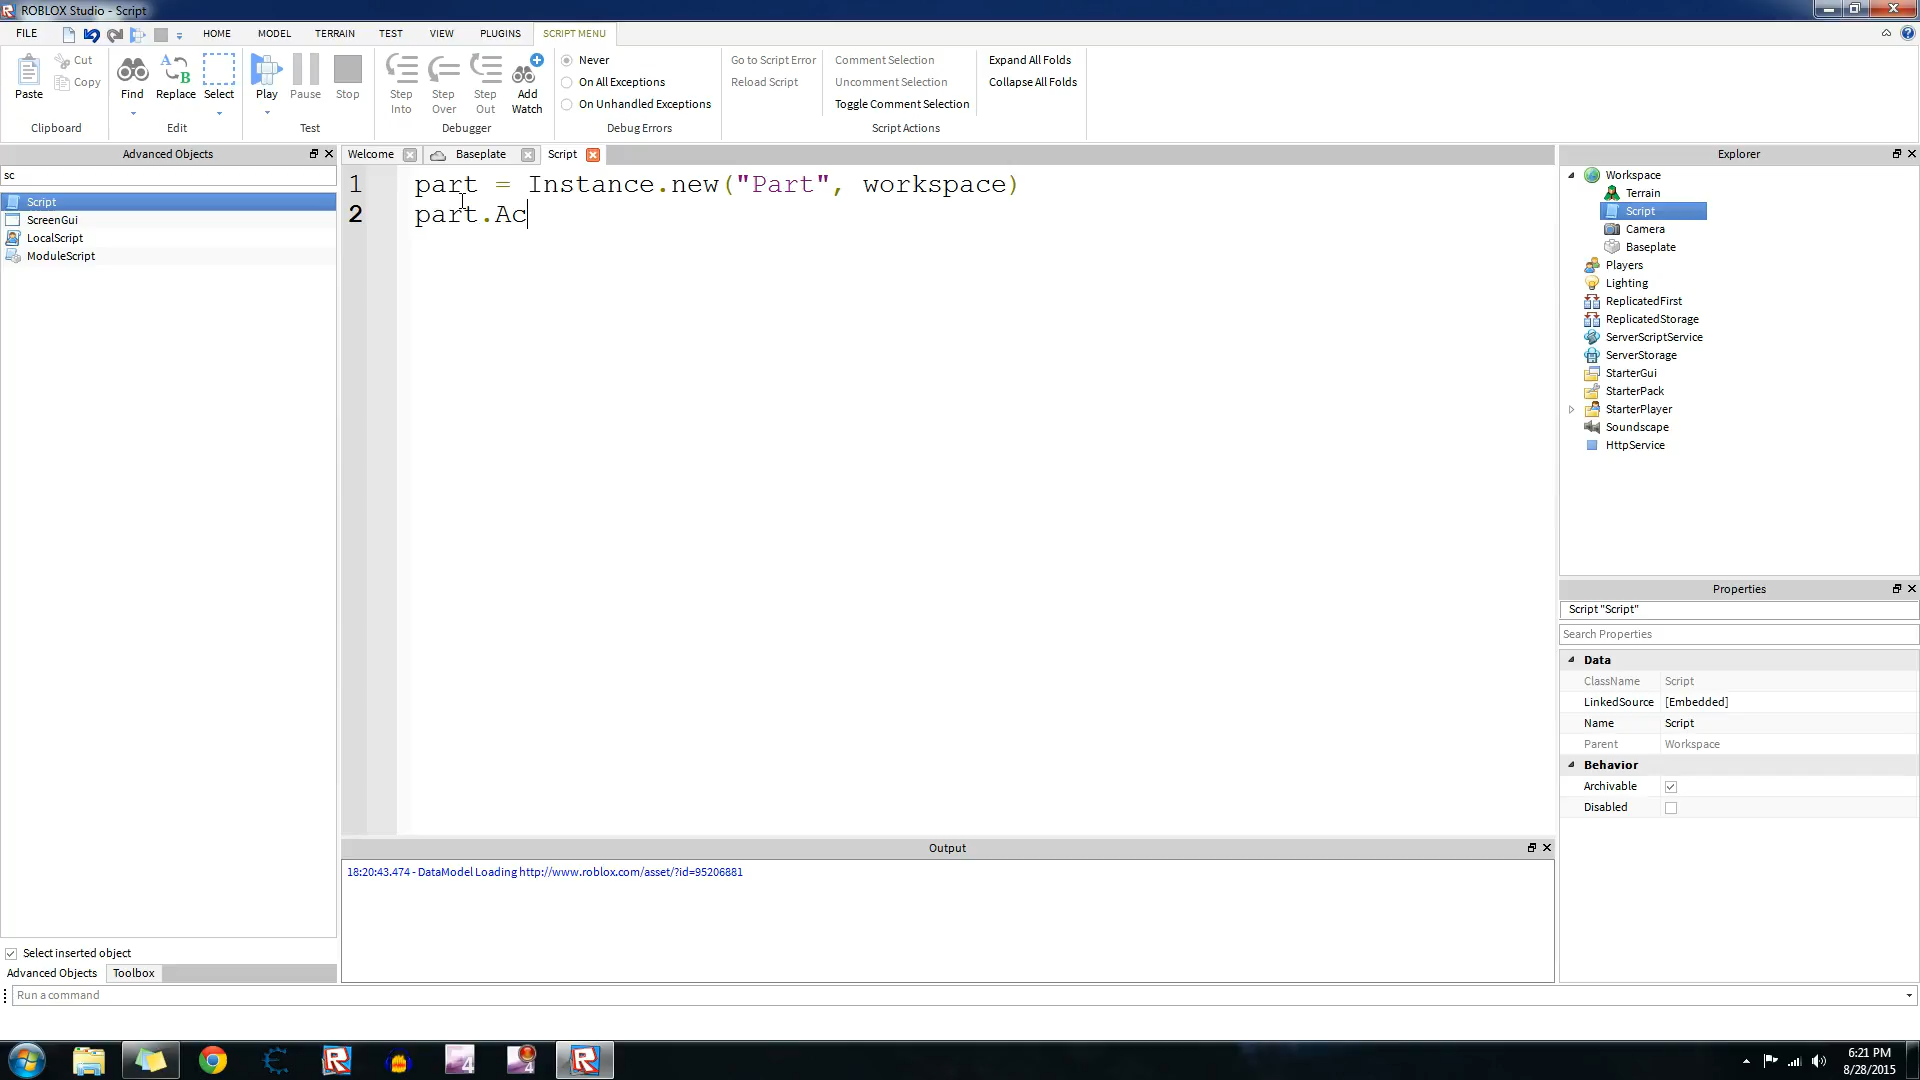 ROBLOX Studio - Script
FILE HOME MODEL TERRAIN TEST VIEW PLUGINS SCRIPT MENU
Paste Cut Copy Find Replace Select Play Pause Stop Step Into Step Over Step Out Add Watch
Never
On All Exceptions
On Unhandled Exceptions
Go to Script Error
Reload Script
Comment Selection
Uncomment Selection
Toggle Comment Selection
Expand All Folds
Collapse All Folds
Clipboard Edit Test Debugger Debug Errors Script Actions
Advanced Objects
sc
Script
ScreenGui
LocalScript
ModuleScript
Select inserted object
Advanced Objects Toolbox
Welcome Baseplate Script
1 part = Instance.new("Part", workspace)
2 part.Ac
Output
18:20:43.474 - DataModel Loading http://www.roblox.com/asset/?id=95206881
Explorer
Workspace
Terrain
Script
Camera
Baseplate
Players
Lighting
ReplicatedFirst
ReplicatedStorage
ServerScriptService
ServerStorage
StarterGui
StarterPack
StarterPlayer
Soundscape
HttpService
Properties
Script "Script"
Search Properties
Data
ClassName Script
LinkedSource [Embedded]
Name Script
Parent Workspace
Behavior
Archivable
Disabled
Run a command
6:21 PM
8/28/2015